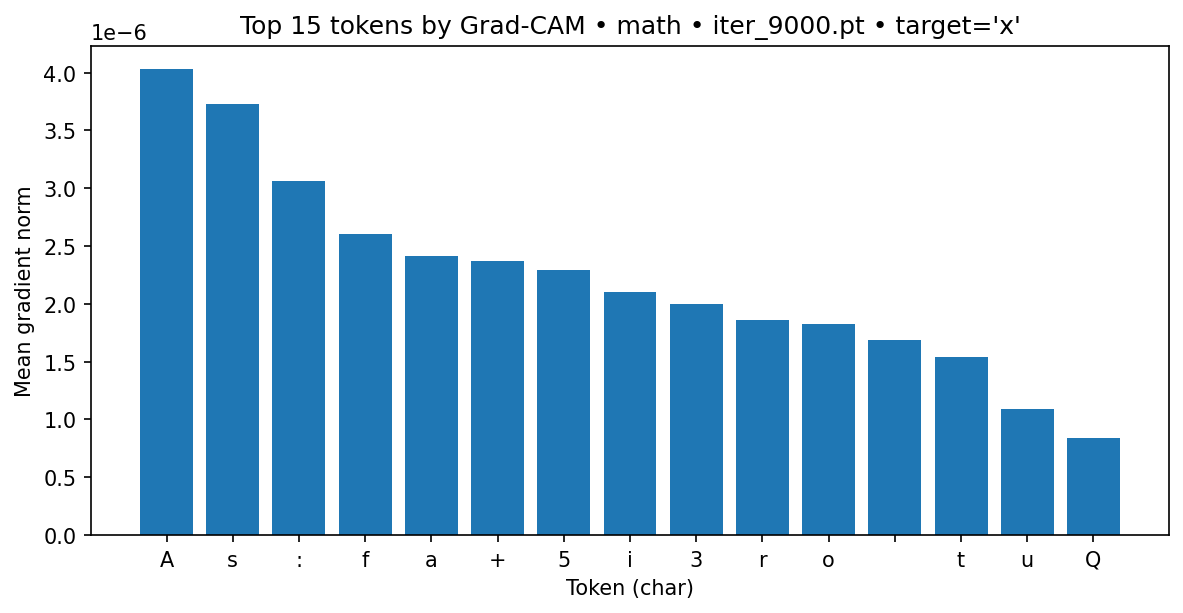 Top 15 tokens by Grad-CAM • math • iter_9000.pt • target='x'
1e−6
Mean gradient norm
4.0
3.5
3.0
2.5
2.0
1.5
1.0
0.5
0.0
A s : f a + 5 i 3 r o t u Q
Token (char)